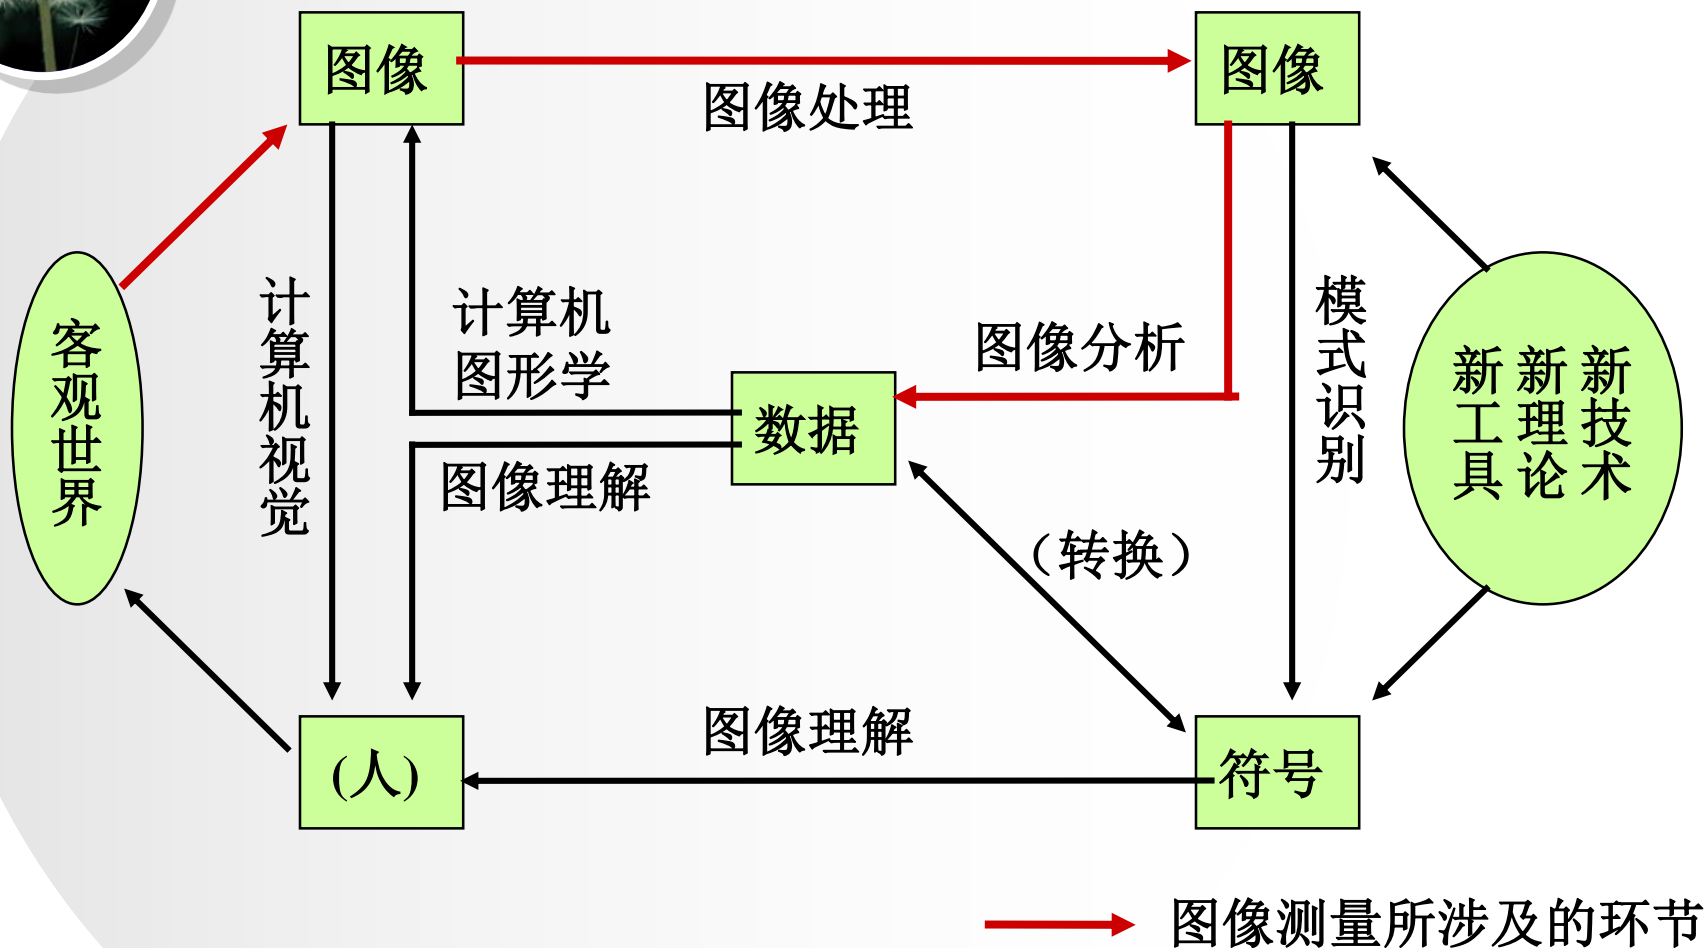 图像
图像
图像处理
客观世界
计算机视觉
计算机
图形学
图像分析
模式识别
新工具
新理论
新技术
数据
图像理解
（转换）
图像理解
(人)
符号
图像测量所涉及的环节